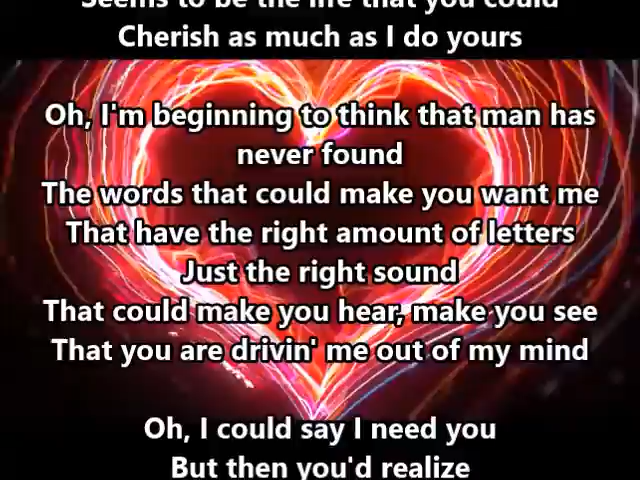 Seems to be the life that you could
Cherish as much as I do yours
Oh, I'm beginning to think that man has
never found
The words that could make you want me
That have the right amount of letters
Just the right sound
That could make you hear, make you see
That you are drivin' me out of my mind
Oh, I could say I need you
But then you'd realize